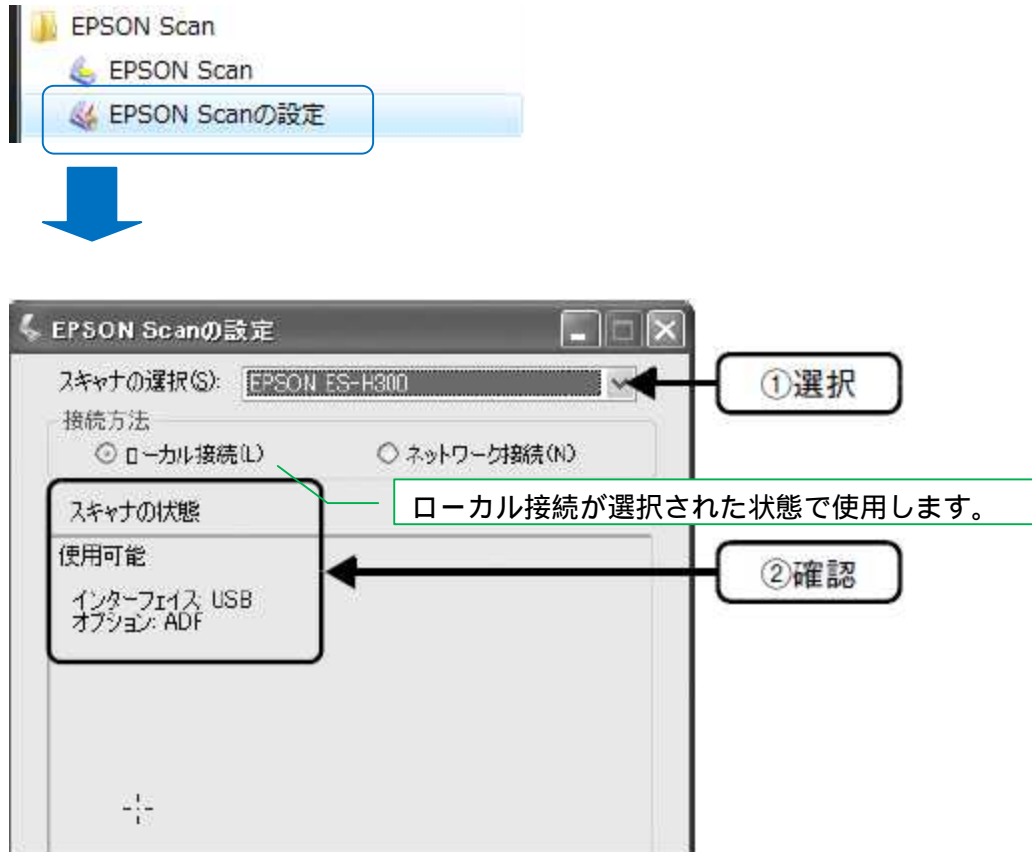 EPSON Scan
EPSON Scan
EPSON Scanの設定
EPSON Scanの設定
スキャナの選択(S): EPSON ES-H300
①選択
接続方法
ローカル接続(L) ネットワーク接続(N)
ローカル接続が選択された状態で使用します。
スキャナの状態
使用可能
②確認
インターフェイス: USB
オプション: ADF